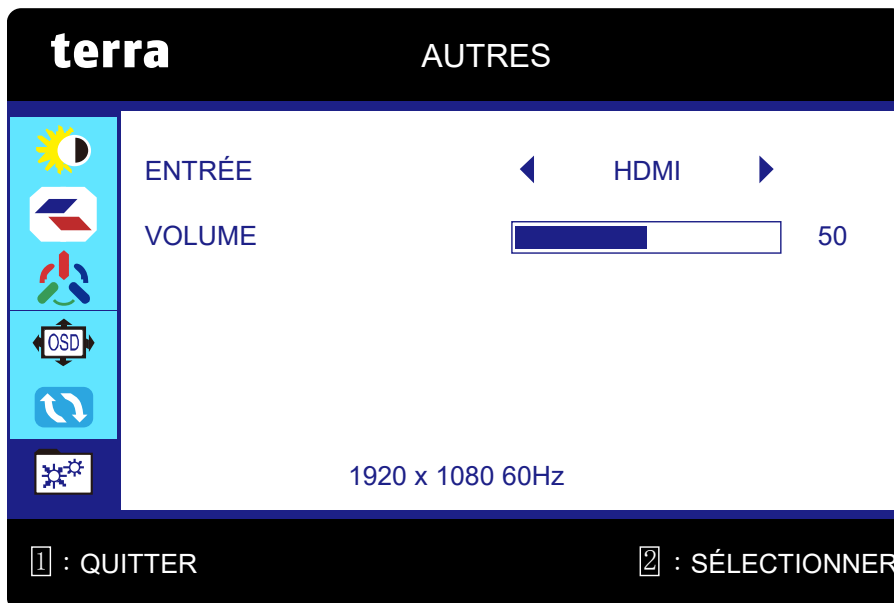 terra
AUTRES
ENTRÉE HDMI
VOLUME 50
OSD
1920 x 1080 60Hz
1 : QUITTER 2 : SÉLECTIONNER